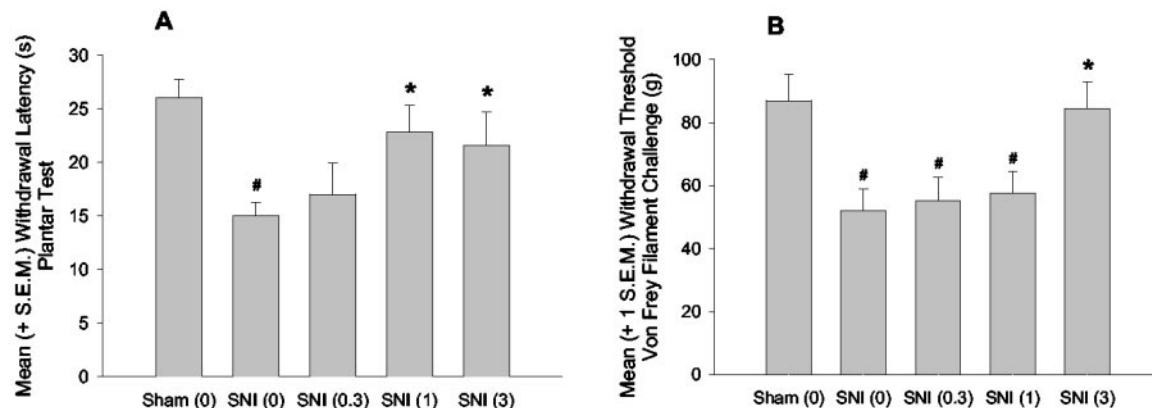 A
Mean (+ S.E.M.) Withdrawal Latency (s)
Plantar Test
30
25
20
15
10
5
0
#
*
*
Sham (0) SNI (0) SNI (0.3) SNI (1) SNI (3)
B
Mean (+ 1 S.E.M.) Withdrawal Threshold
Von Frey Filament Challenge (g)
100
80
60
40
20
0
#
#
#
*
Sham (0) SNI (0) SNI (0.3) SNI (1) SNI (3)